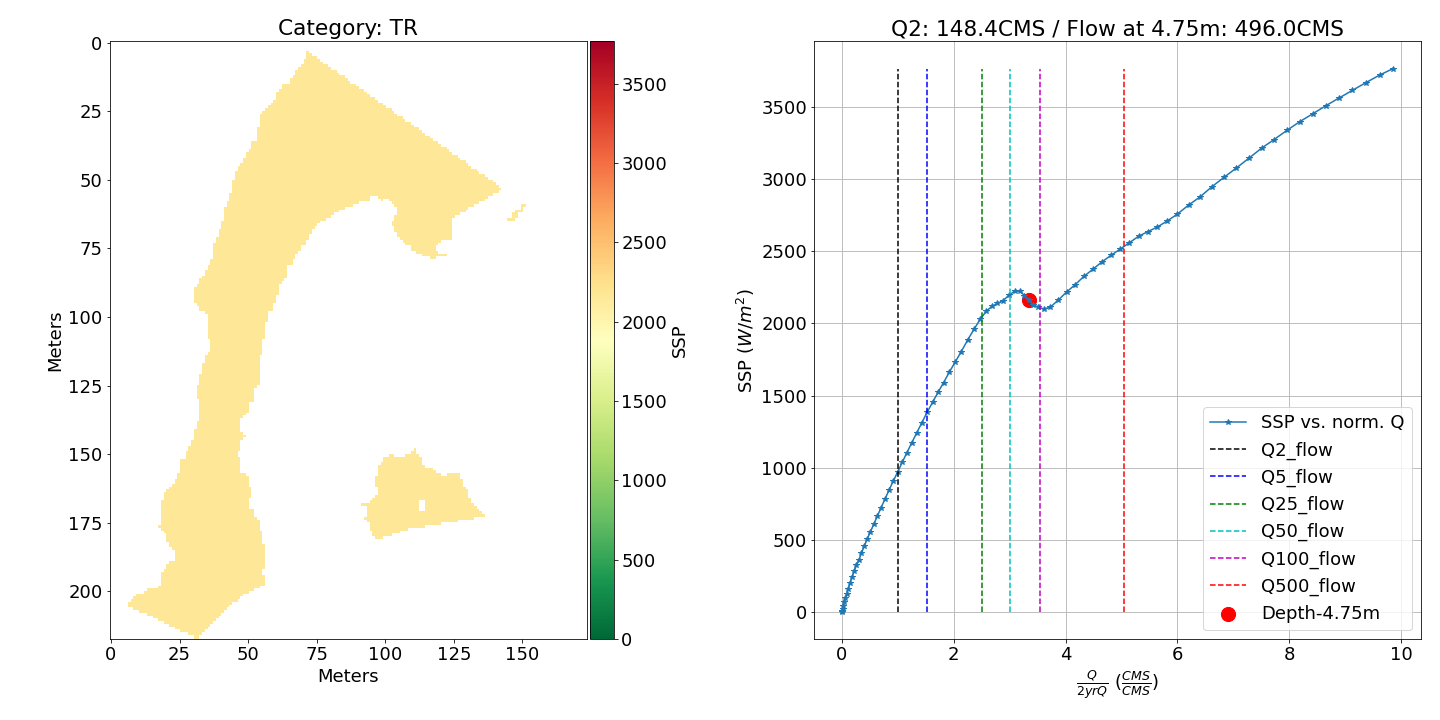 Category: TR
0
25
50
75
100
125
150
175
200
Meters
0
25
50
75
100
125
150
Meters
3500
3000
2500
2000
1500
1000
500
0
SSP
Q2: 148.4CMS / Flow at 4.75m: 496.0CMS
3500
3000
2500
2000
1500
1000
500
0
SSP (W/m²)
0
2
4
6
8
10
Q/2yrQ (CMS/CMS)
SSP vs. norm. Q
Q2_flow
Q5_flow
Q25_flow
Q50_flow
Q100_flow
Q500_flow
Depth-4.75m